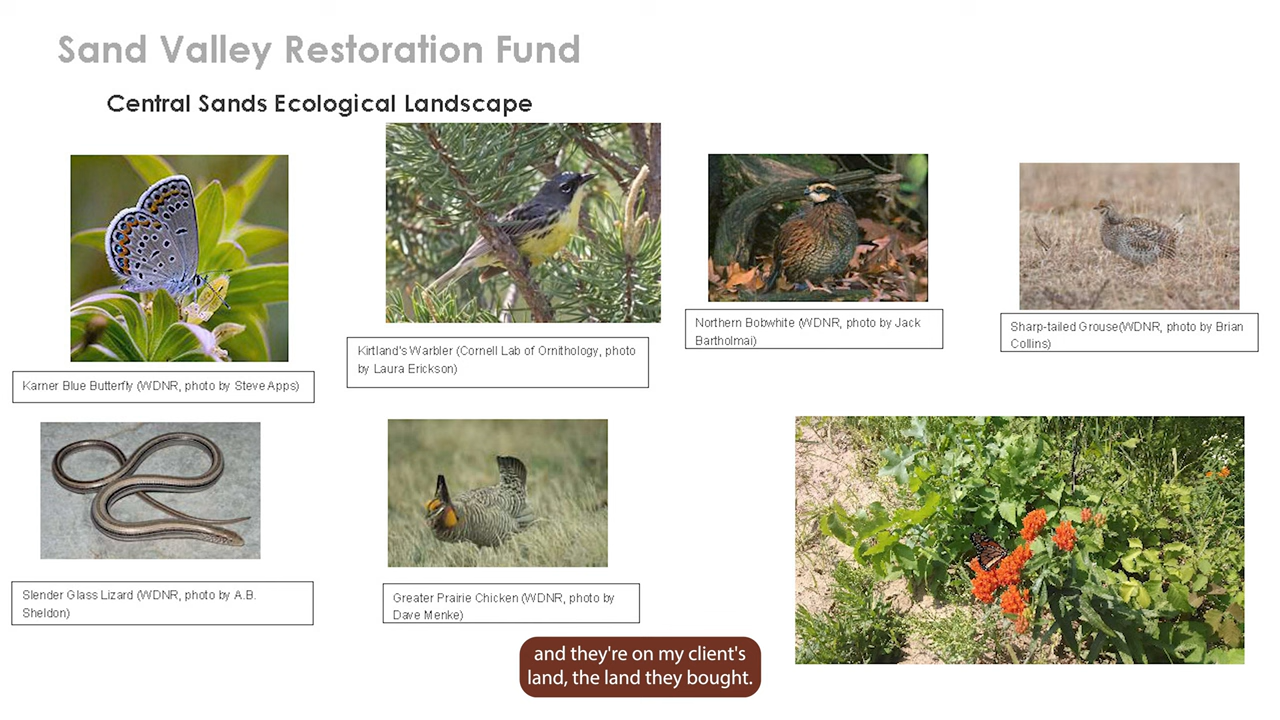 Sand Valley Restoration Fund
Central Sands Ecological Landscape
Karner Blue Butterfly (WDNR, photo by Steve Apps)
Kirtland's Warbler (Cornell Lab of Ornithology, photo
by Laura Erickson)
Northern Bobwhite (WDNR, photo by Jack
Bartholmai)
Sharp-tailed Grouse(WDNR, photo by Brian
Collins)
Slender Glass Lizard (WDNR, photo by A.B.
Sheldon)
Greater Prairie Chicken (WDNR, photo by
Dave Menke)
and they're on my client's
land, the land they bought.